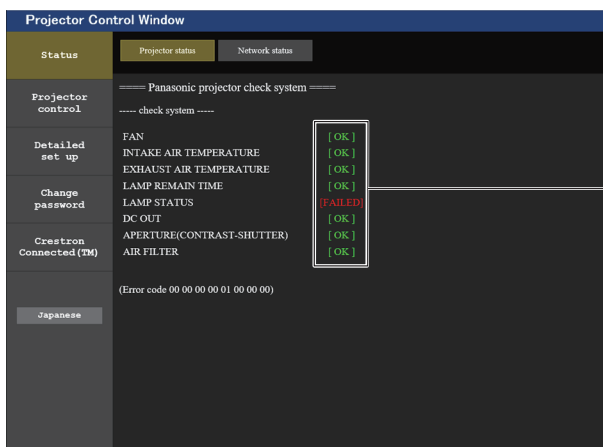 Projector Control Window
Status
Projector status
Network status
Projector
control
Detailed
set up
Change
password
Crestron
Connected(TM)
Japanese
==== Panasonic projector check system ====
----- check system -----
FAN [ OK ]
INTAKE AIR TEMPERATURE [ OK ]
EXHAUST AIR TEMPERATURE [ OK ]
LAMP REMAIN TIME [ OK ]
LAMP STATUS [FAILED]
DC OUT [ OK ]
APERTURE(CONTRAST-SHUTTER) [ OK ]
AIR FILTER [ OK ]
(Error code 00 00 00 00 01 00 00 00)